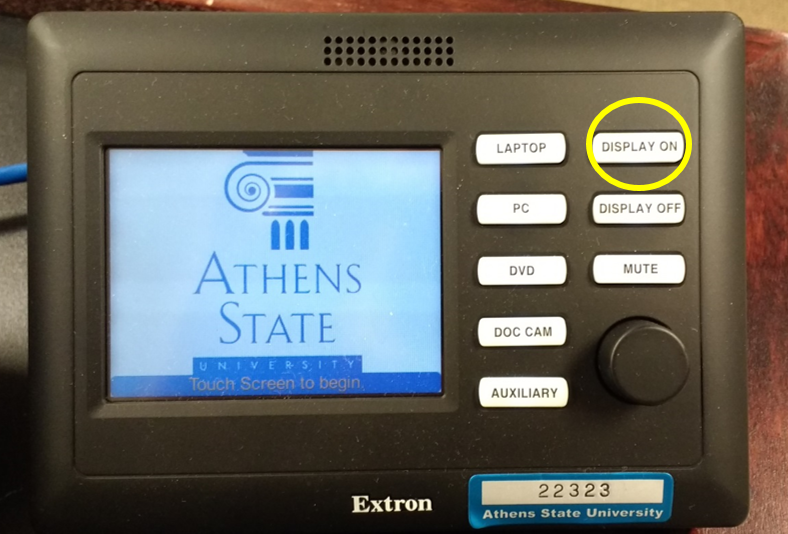 ATHENS
STATE
UNIVERSITY
Touch Screen to begin.
LAPTOP
DISPLAY ON
PC
DISPLAY OFF
DVD
MUTE
DOC CAM
AUXILIARY
Extron
22323
Athens State University